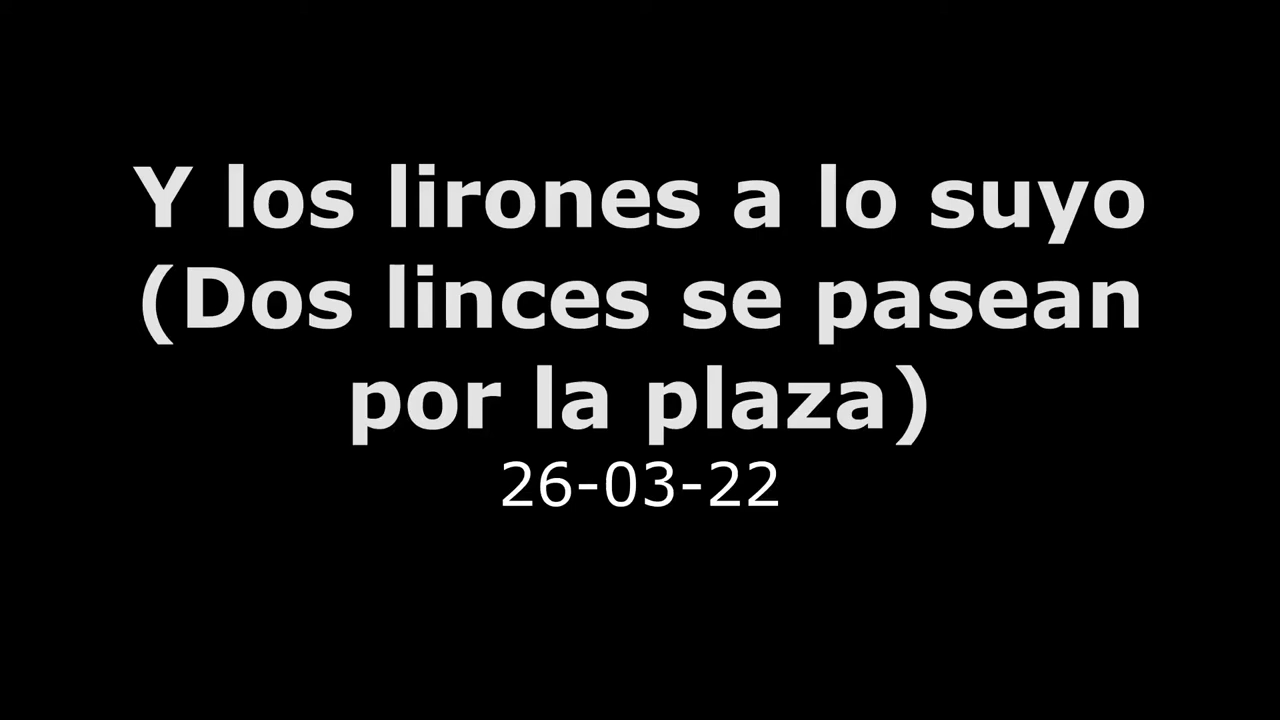 Y los lirones a lo suyo
(Dos linces se pasean
por la plaza)
26-03-22